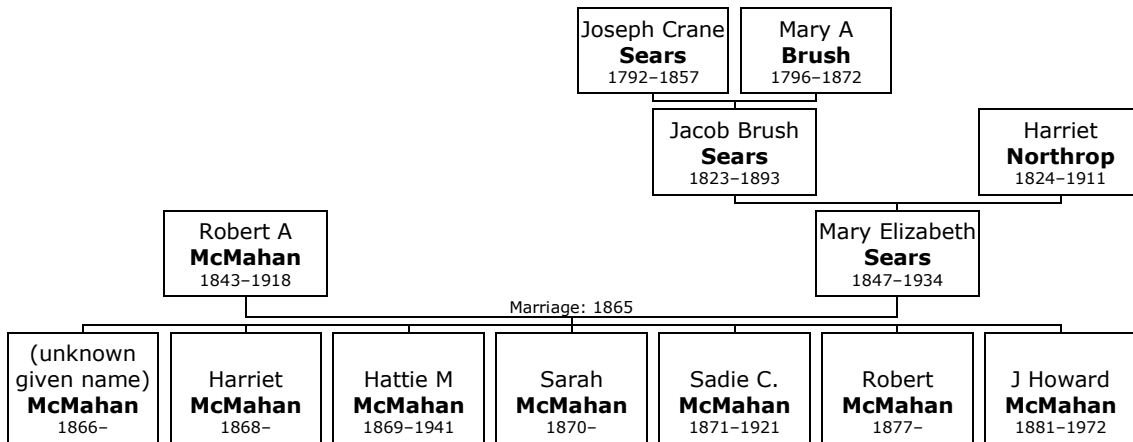 Joseph Crane
Sears
1792–1857
Mary A
Brush
1796–1872
Jacob Brush
Sears
1823–1893
Harriet
Northrop
1824–1911
Robert A
McMahan
1843–1918
Mary Elizabeth
Sears
1847–1934
Marriage: 1865
(unknown
given name)
McMahan
1866–
Harriet
McMahan
1868–
Hattie M
McMahan
1869–1941
Sarah
McMahan
1870–
Sadie C.
McMahan
1871–1921
Robert
McMahan
1877–
J Howard
McMahan
1881–1972